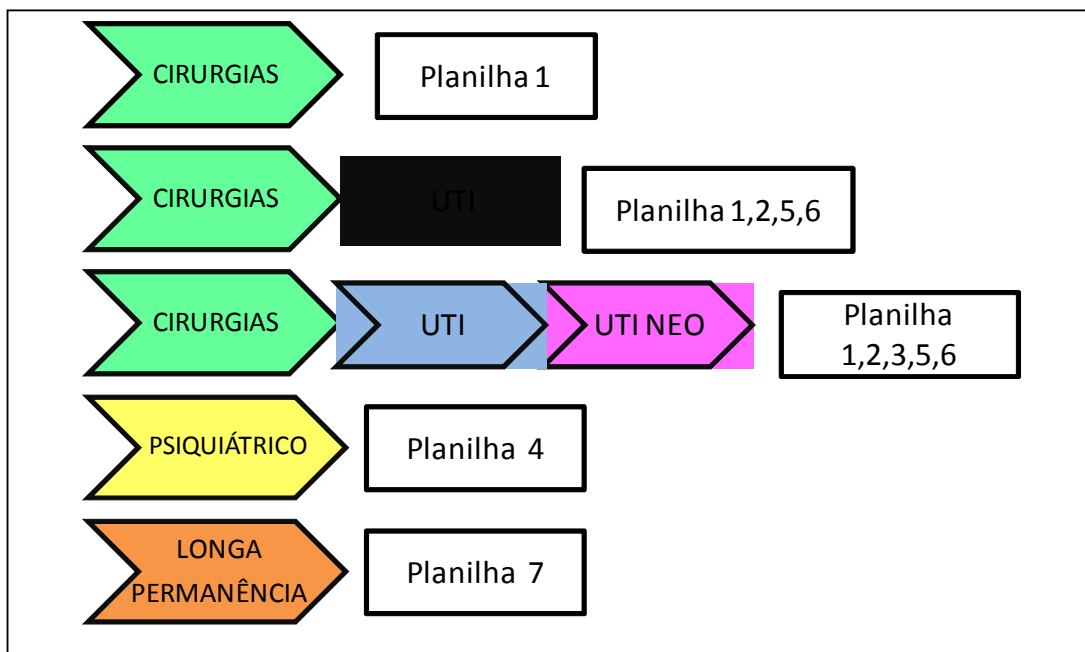 CIRURGIAS
Planilha 1
CIRURGIAS
UTI
Planilha 1,2,5,6
CIRURGIAS
UTI
UTI NEO
Planilha
1,2,3,5,6
PSIQUIÁTRICO
Planilha 4
LONGA
PERMANÊNCIA
Planilha 7